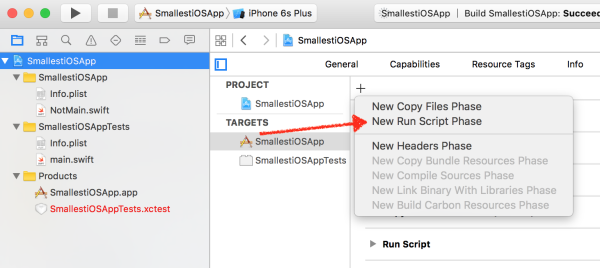 SmallestiOSApp
iPhone 6s Plus
SmallestiOSApp | Build SmallestiOSApp: Succee
SmallestiOSApp
SmallestiOSApp
SmallestiOSApp
Info.plist
NotMain.swift
SmallestiOSAppTests
Info.plist
main.swift
Products
SmallestiOSApp.app
SmallestiOSAppTests.xctest
General
Capabilities
Resource Tags
Info
PROJECT
SmallestiOSApp
TARGETS
SmallestiOSApp
SmallestiOSAppTests
New Copy Files Phase
New Run Script Phase
New Headers Phase
New Copy Bundle Resources Phase
New Compile Sources Phase
New Link Binary With Libraries Phase
New Build Carbon Resources Phase
Run Script